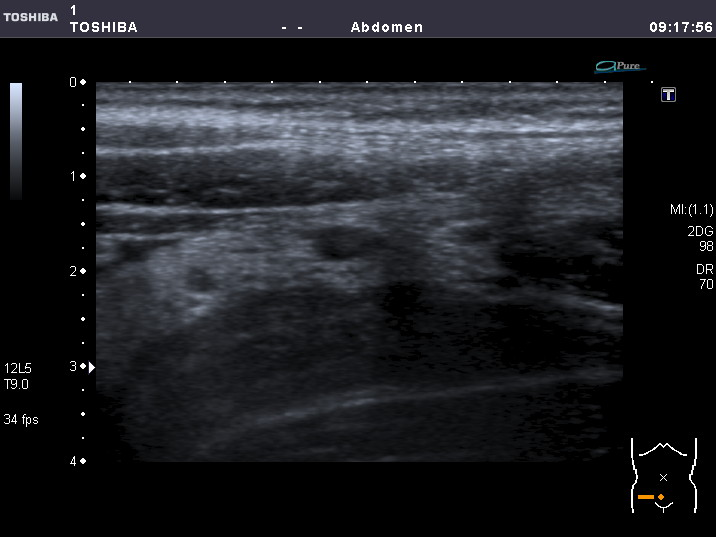 TOSHIBA
1
TOSHIBA - - Abdomen 09:17:56
Pure
T
0
1
2
3
4
MI:(1.1)
2DG
98
DR
70
12L5
T9.0
34 fps